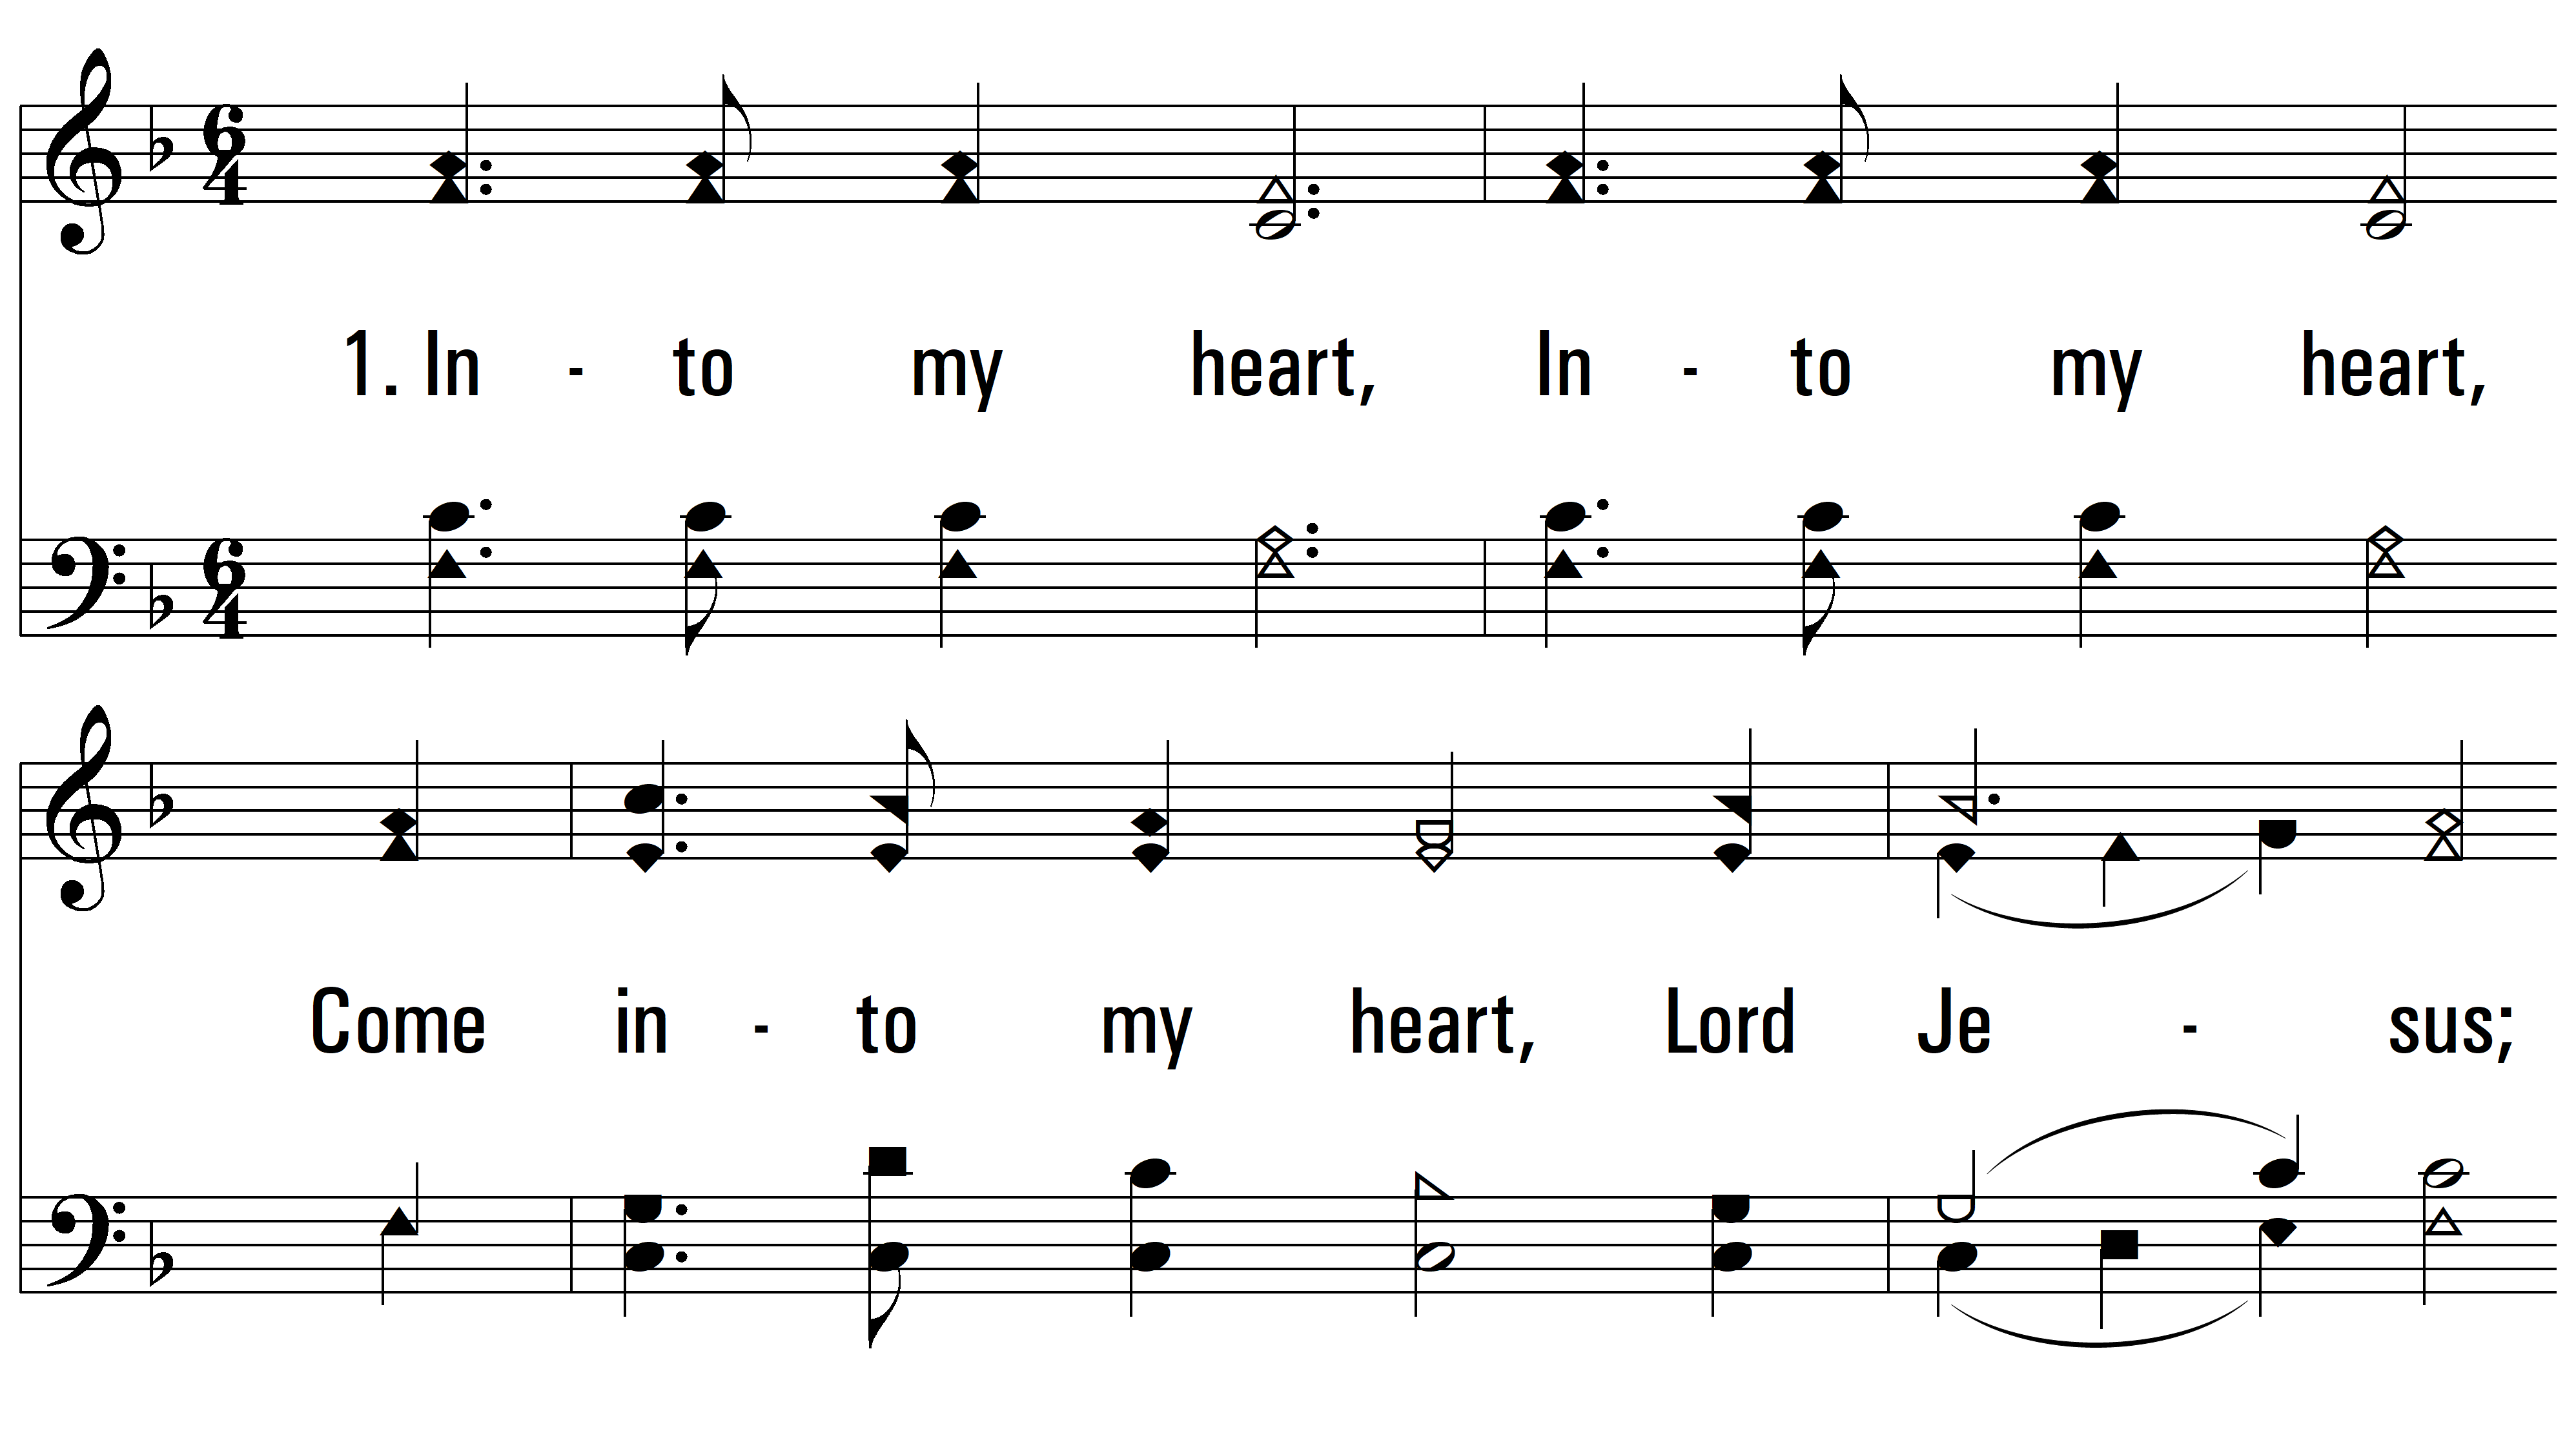 1. In - to my heart, In - to my heart,
Come in - to my heart, Lord Je - sus;